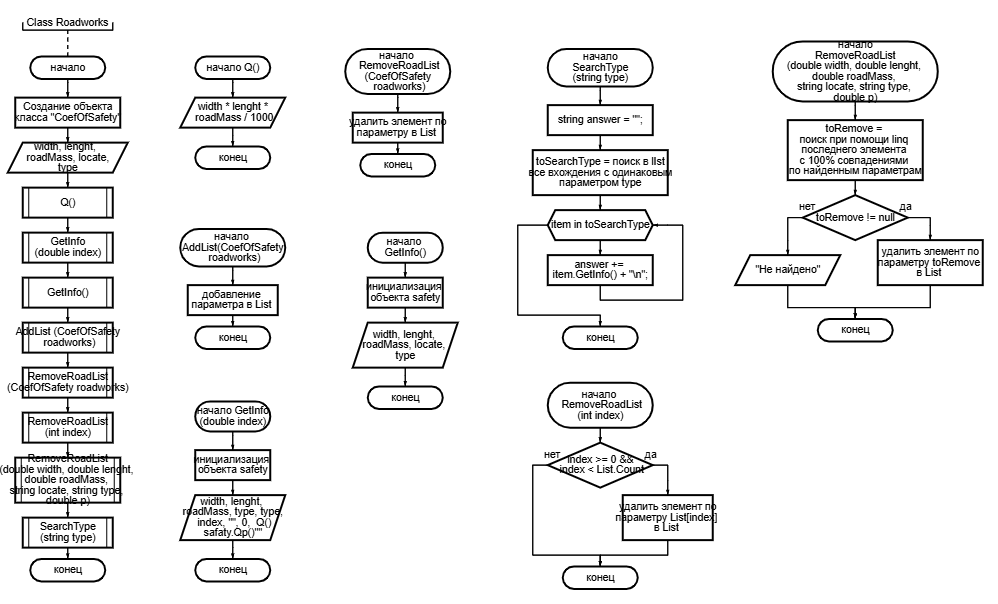 Class Roadworks
начало
Создание объекта
класса "CoefOfSafety"
width, lenght,
roadMass, locate,
type
Q()
GetInfo
(double index)
GetInfo()
AddList (CoefOfSafety
roadworks)
RemoveRoadList
(CoefOfSafety roadworks)
RemoveRoadList
(int index)
RemoveRoadList
(double width, double lenght,
double roadMass,
string locate, string type,
double p)
SearchType
(string type)
конец
начало Q()
width * lenght *
roadMass / 1000
конец
начало
AddList(CoefOfSafety
roadworks)
добавление
параметра в List
конец
начало GetInfo
(double index)
инициализация
объекта safety
width, lenght,
roadMass, type, type,
index, "", 0, Q()
safaty.Qp()""
конец
начало
RemoveRoadList
(CoefOfSafety
roadworks)
удалить элемент по
параметру в List
конец
начало
GetInfo()
инициализация
объекта safety
width, lenght,
roadMass, locate,
type
конец
начало
SearchType
(string type)
string answer = "";
toSearchType = поиск в list
все вхождения с одинаковым
параметром type
item in toSearchType
answer +=
item.GetInfo() + "\n";
конец
начало
RemoveRoadList
(int index)
нет
index >= 0 &&
index < List.Count
да
удалить элемент по
параметру List[index]
в List
конец
начало
RemoveRoadList
(double width, double lenght,
double roadMass,
string locate, string type,
double p)
toRemove =
поиск при помощи linq
последнего элемента
с 100% совпадениями
по найденным параметрам
нет
toRemove != null
да
"Не найдено"
удалить элемент по
параметру toRemove
в List
конец